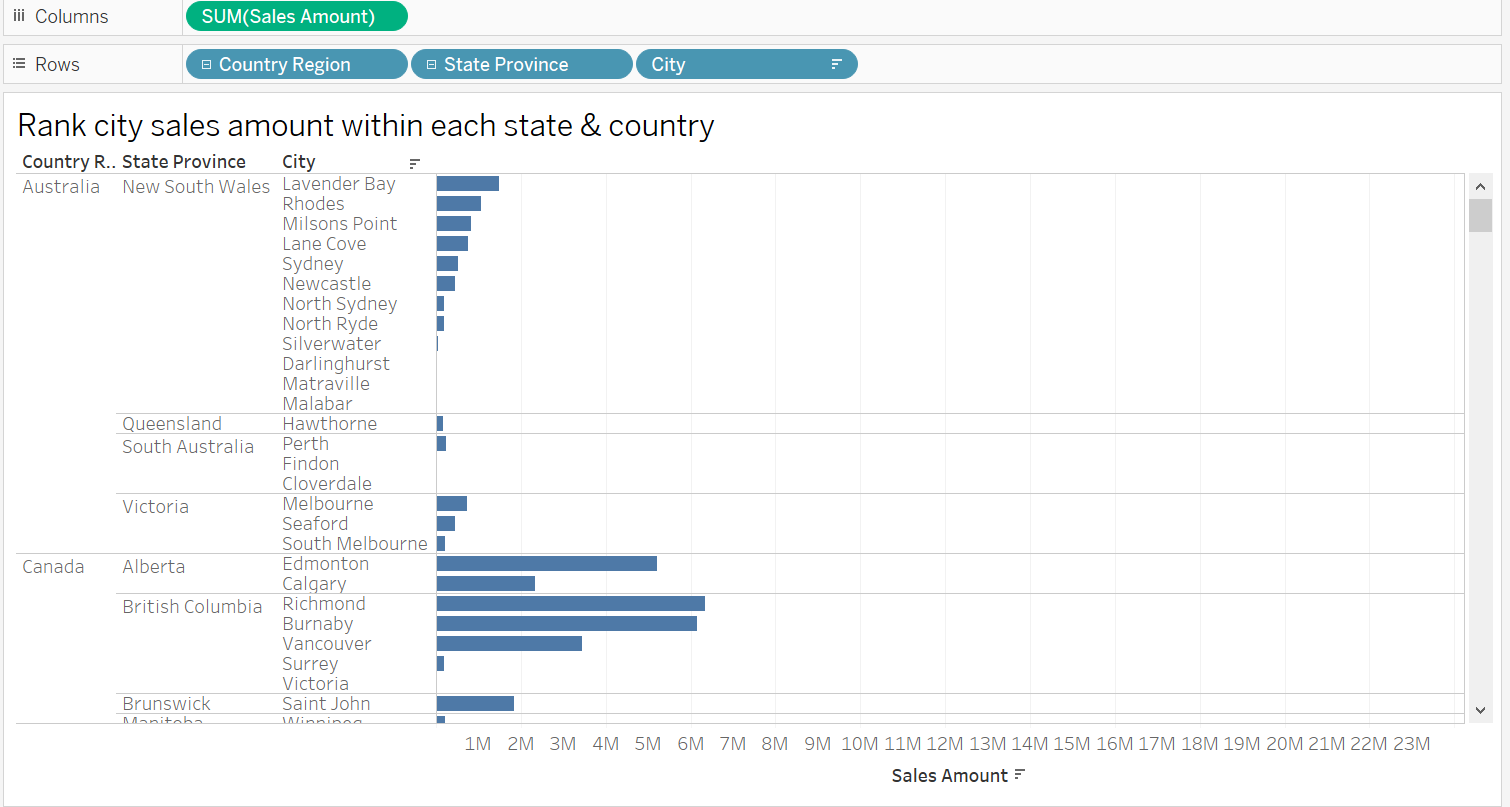 Columns SUM(Sales Amount)
Rows Country Region State Province City
Rank city sales amount within each state & country
Country R.. State Province City
Australia New South Wales Lavender Bay
Rhodes
Milsons Point
Lane Cove
Sydney
Newcastle
North Sydney
North Ryde
Silverwater
Darlinghurst
Matraville
Malabar
Queensland Hawthorne
South Australia Perth
Findon
Cloverdale
Victoria Melbourne
Seaford
South Melbourne
Canada Alberta Edmonton
Calgary
British Columbia Richmond
Burnaby
Vancouver
Surrey
Victoria
Brunswick Saint John
Manitoba Winnipeg
1M 2M 3M 4M 5M 6M 7M 8M 9M 10M 11M 12M 13M 14M 15M 16M 17M 18M 19M 20M 21M 22M 23M
Sales Amount